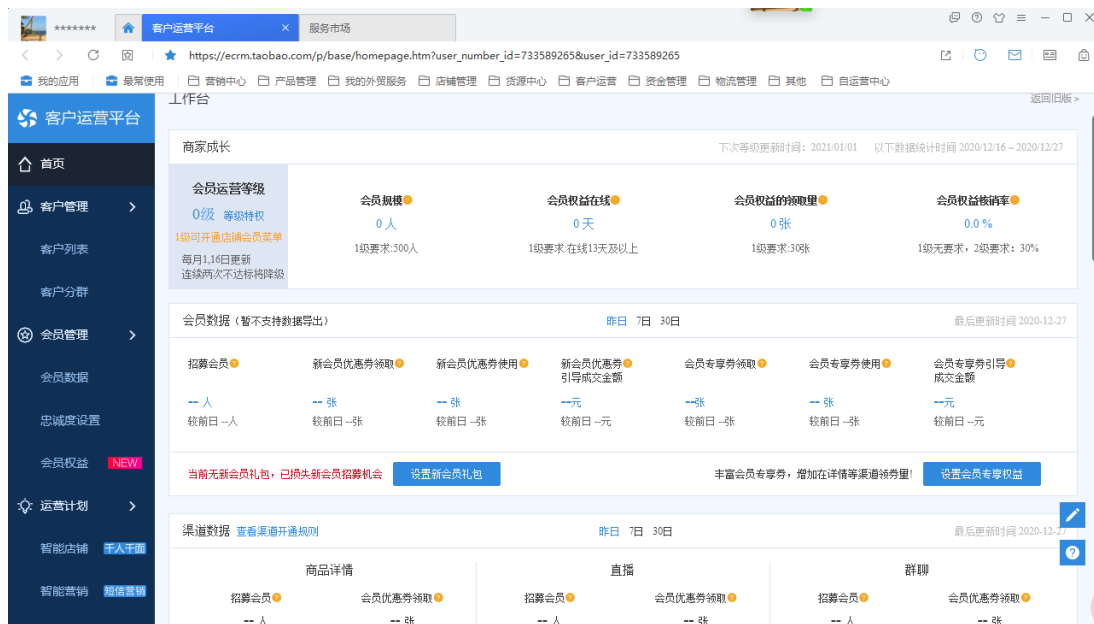 *******
客户运营平台
服务市场
https://ecrm.taobao.com/p/base/homepage.htm?user_number_id=733589265&user_id=733589265
我的应用 最常使用 营销中心 产品管理 我的外贸服务 店铺管理 货源中心 客户运营 资金管理 物流管理 其他 自运营中心
客户运营平台
首页
客户管理
客户列表
客户分群
会员管理
会员数据
忠诚度设置
会员权益 NEW
运营计划
智能店铺 千人千面
智能营销 短信营销
工作台 返回旧版 »
商家成长 下次等级更新时间：2021/01/01 以下数据统计时间 2020/12/16 ~ 2020/12/27
会员运营等级
0级 等级特权
1级可开通店铺会员菜单
每月1,16日更新
连续两次不达标将降级
会员规模
0 人
1级要求:500人
会员权益在线
0 天
1级要求:在线13天及以上
会员权益的领取量
0 张
1级要求:30张
会员权益核销率
0.0 %
1级无要求，2级要求：30%
会员数据（暂不支持数据导出） 昨日 7日 30日 最后更新时间 2020-12-27
招募会员
-- 人
较前日 --人
新会员优惠券领取
-- 张
较前日 --张
新会员优惠券使用
-- 张
较前日 --张
新会员优惠券
引导成交金额
--元
较前日 --元
会员专享券领取
--张
较前日 --张
会员专享券使用
-- 张
较前日 --张
会员专享券引导
成交金额
--元
较前日 --元
当前无新会员礼包，已损失新会员招募机会 设置新会员礼包 丰富会员专享券，增加在详情等渠道领券量! 设置会员专享权益
渠道数据 查看渠道开通规则 昨日 7日 30日 最后更新时间 2020-12-27
商品详情 直播 群聊
招募会员 会员优惠券领取 招募会员 会员优惠券领取 招募会员 会员优惠券领取
-- 人 -- 张 -- 人 -- 张 -- 人 -- 张